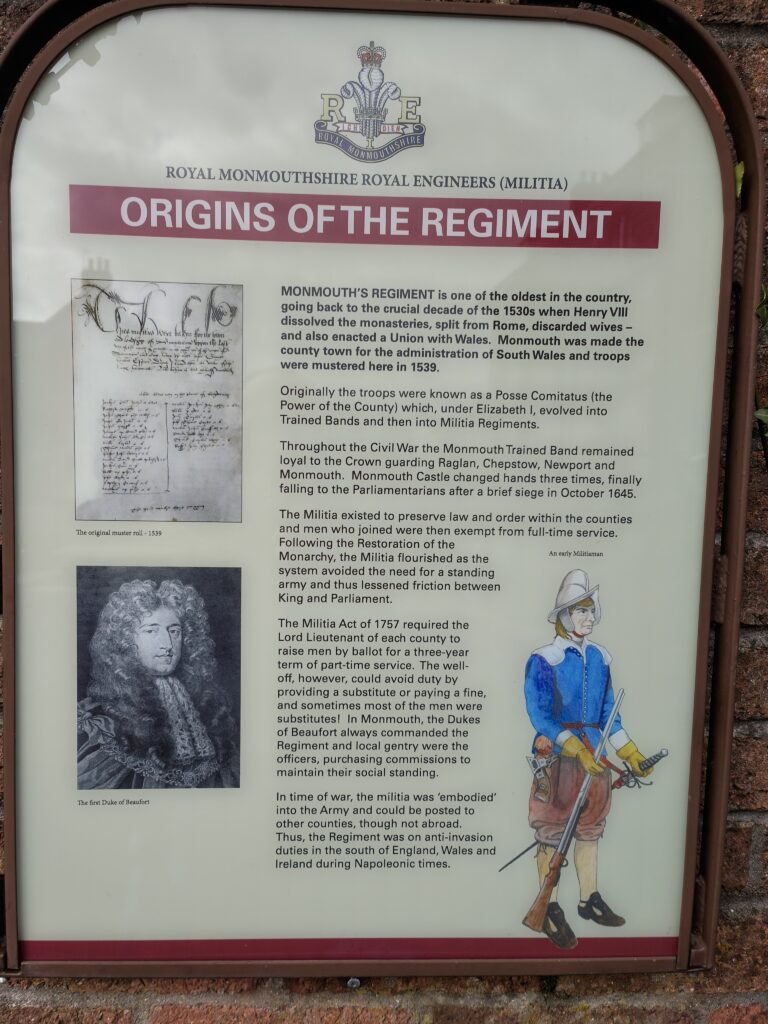 R E
ICH DIEN
ROYAL MONMOUTHSHIRE
ROYAL MONMOUTHSHIRE ROYAL ENGINEERS (MILITIA)
ORIGINS OF THE REGIMENT
MONMOUTH'S REGIMENT is one of the oldest in the country,
going back to the crucial decade of the 1530s when Henry VIII
dissolved the monasteries, split from Rome, discarded wives –
and also enacted a Union with Wales. Monmouth was made the
county town for the administration of South Wales and troops
were mustered here in 1539.
Originally the troops were known as a Posse Comitatus (the
Power of the County) which, under Elizabeth I, evolved into
Trained Bands and then into Militia Regiments.
Throughout the Civil War the Monmouth Trained Band remained
loyal to the Crown guarding Raglan, Chepstow, Newport and
Monmouth. Monmouth Castle changed hands three times, finally
falling to the Parliamentarians after a brief siege in October 1645.
The original muster roll - 1539
The Militia existed to preserve law and order within the counties
and men who joined were then exempt from full-time service.
Following the Restoration of the
Monarchy, the Militia flourished as the
system avoided the need for a standing
army and thus lessened friction between
King and Parliament.
An early Militiaman
The Militia Act of 1757 required the
Lord Lieutenant of each county to
raise men by ballot for a three-year
term of part-time service. The well-
off, however, could avoid duty by
providing a substitute or paying a fine,
and sometimes most of the men were
substitutes! In Monmouth, the Dukes
of Beaufort always commanded the
Regiment and local gentry were the
officers, purchasing commissions to
maintain their social standing.
The first Duke of Beaufort
In time of war, the militia was 'embodied'
into the Army and could be posted to
other counties, though not abroad.
Thus, the Regiment was on anti-invasion
duties in the south of England, Wales and
Ireland during Napoleonic times.